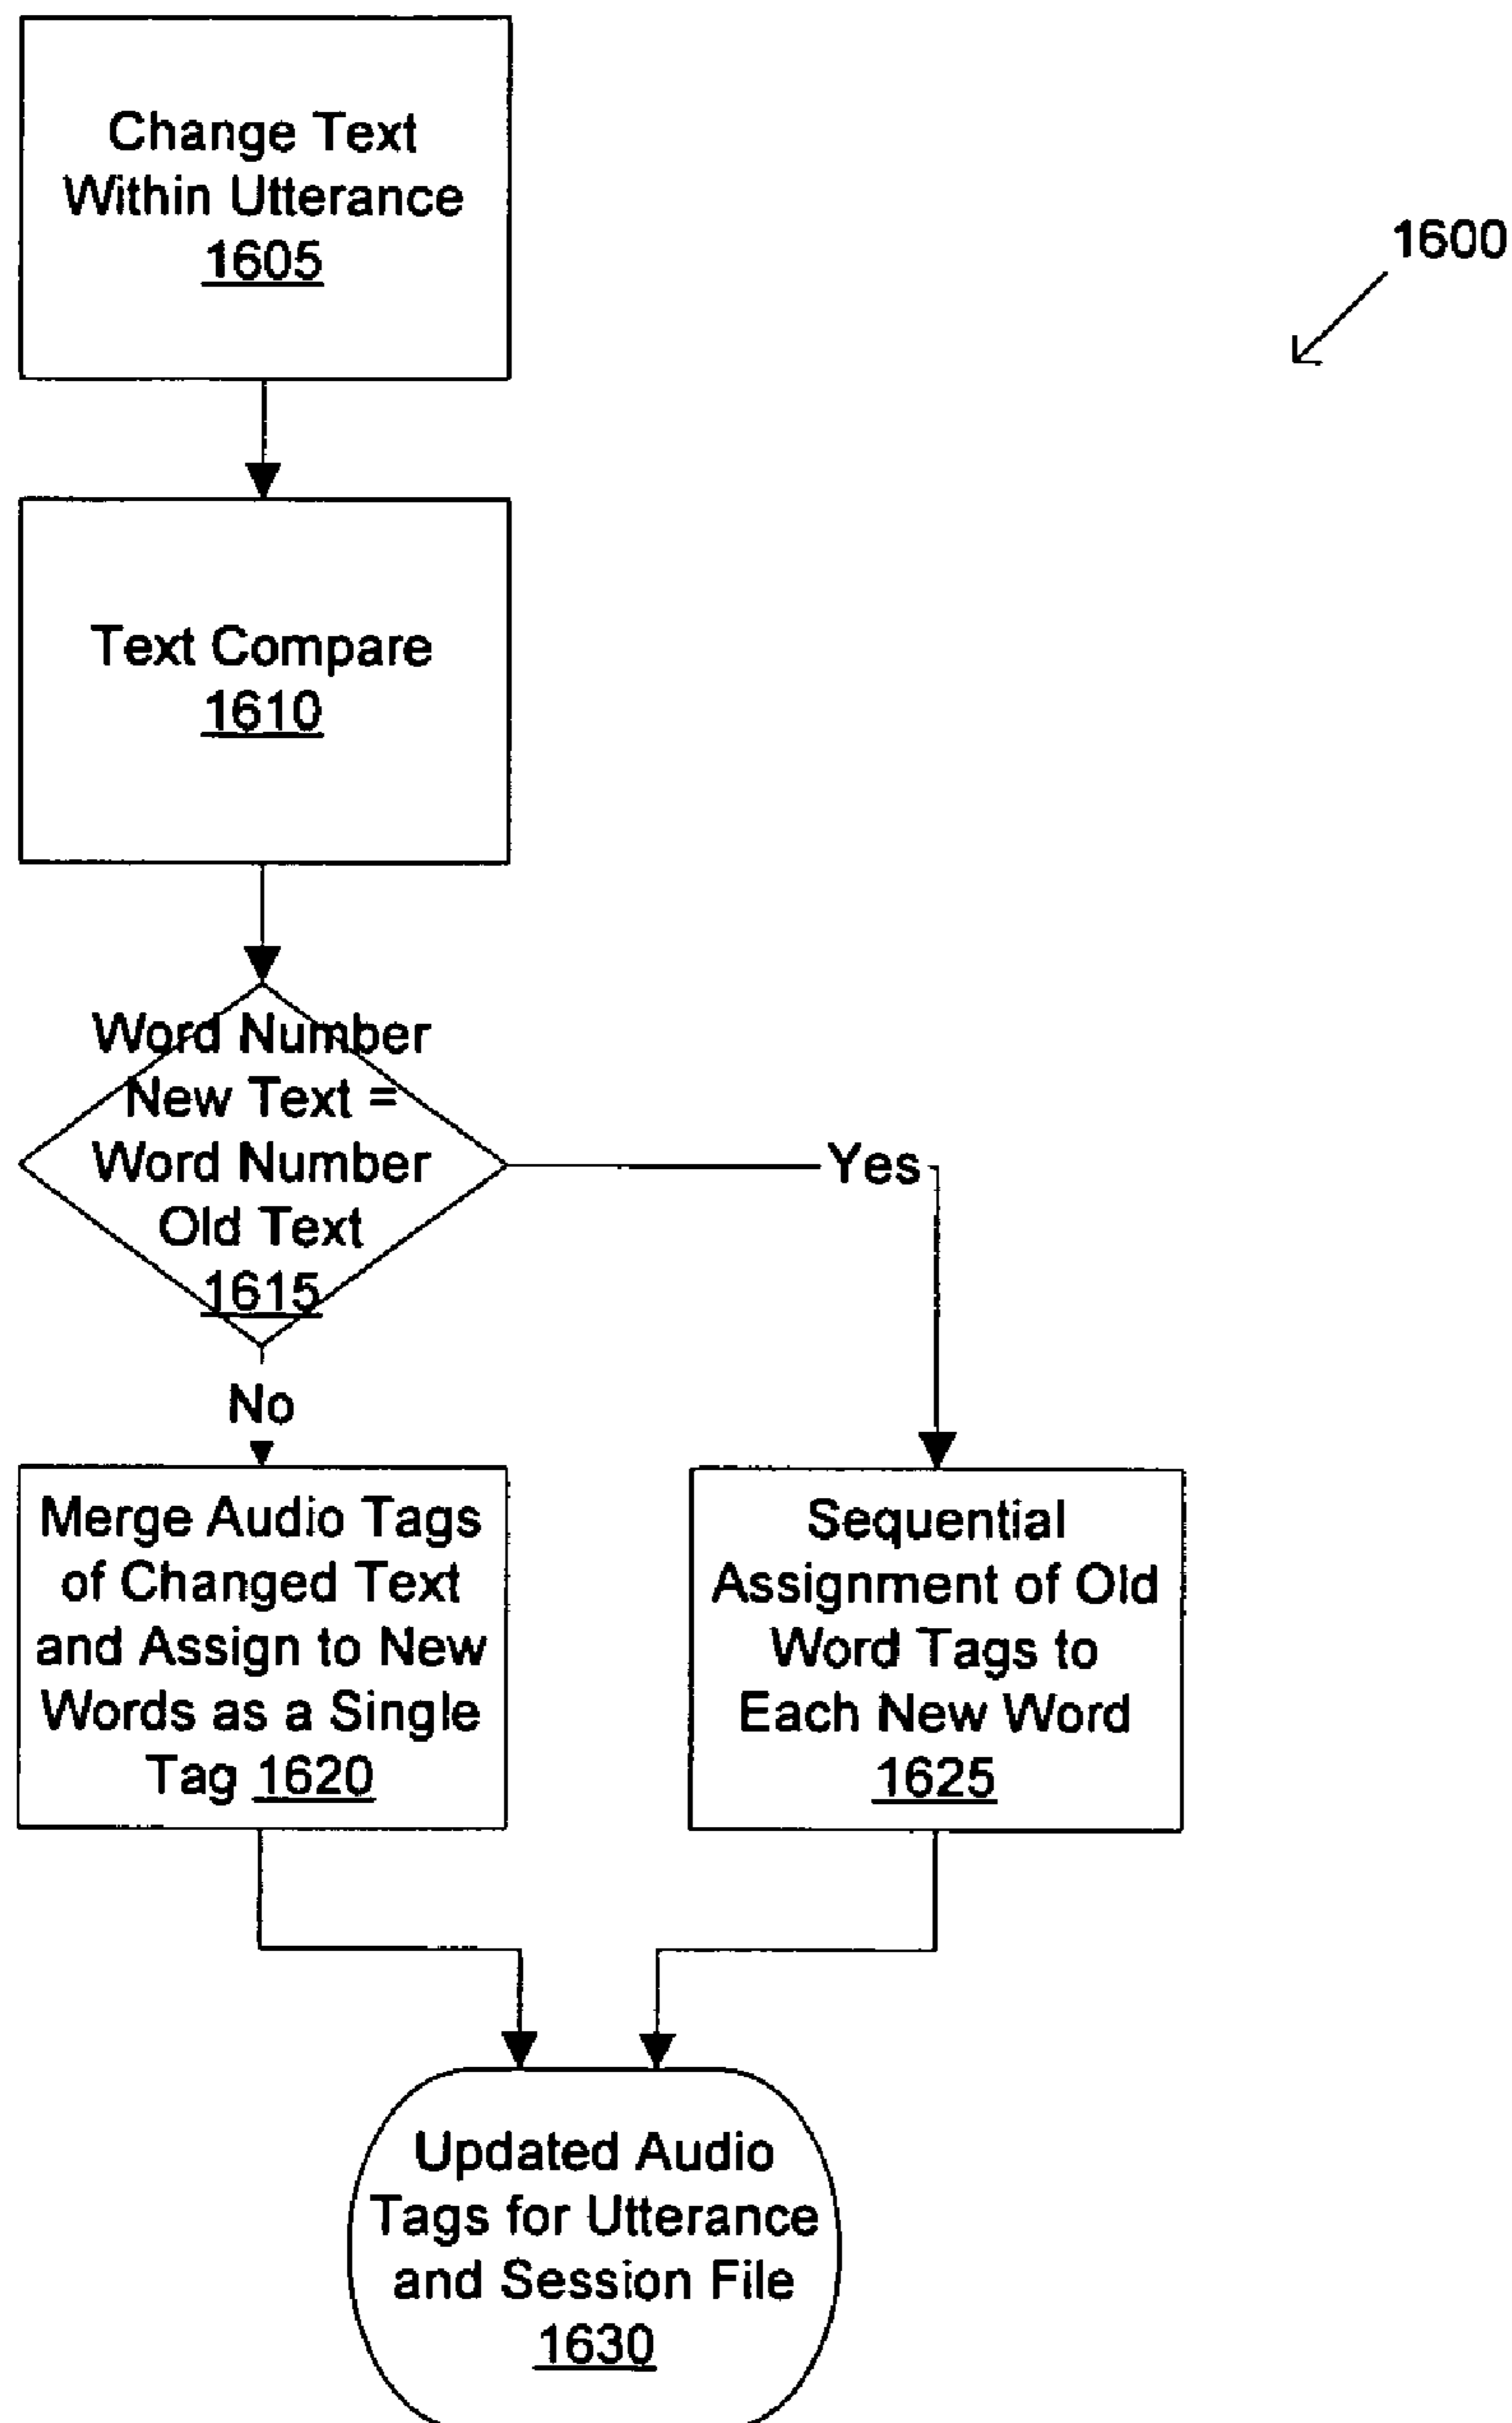 Change Text
Within Utterance
1605
1600
Text Compare
1610
Word Number
New Text =
Word Number
Old Text
1615
Yes
No
Merge Audio Tags
of Changed Text
and Assign to New
Words as a Single
Tag 1620
Sequential
Assignment of Old
Word Tags to
Each New Word
1625
Updated Audio
Tags for Utterance
and Session File
1630